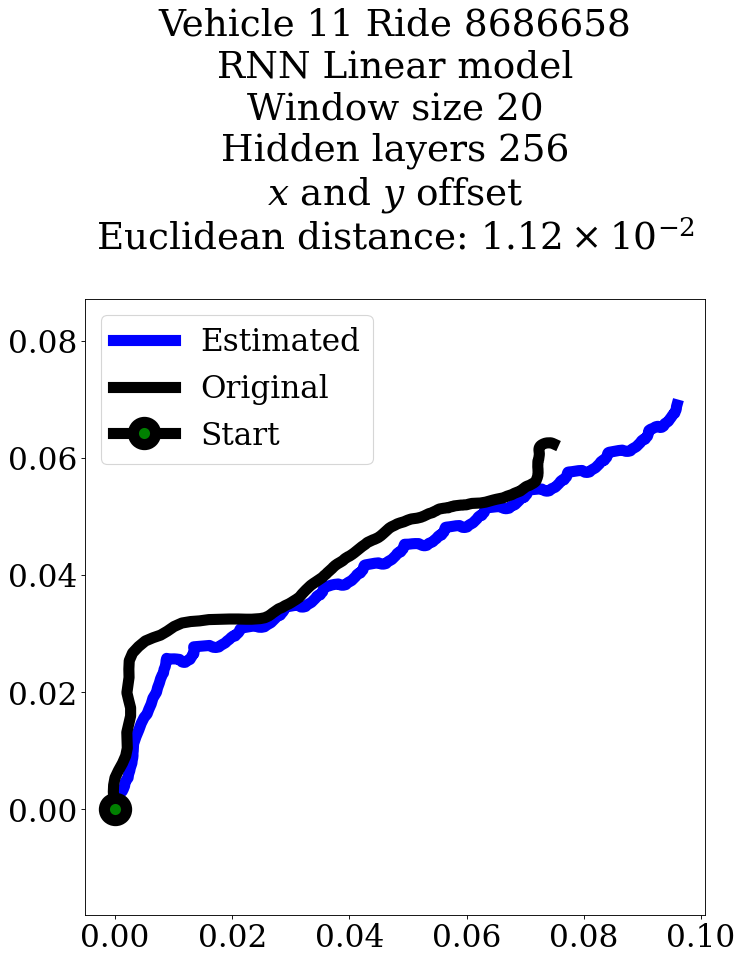 Vehicle 11 Ride 8686658
RNN Linear model
Window size 20
Hidden layers 256
x and y offset
Euclidean distance: 1.12 × 10⁻²
Estimated
Original
Start
0.08
0.06
0.04
0.02
0.00
0.00 0.02 0.04 0.06 0.08 0.10